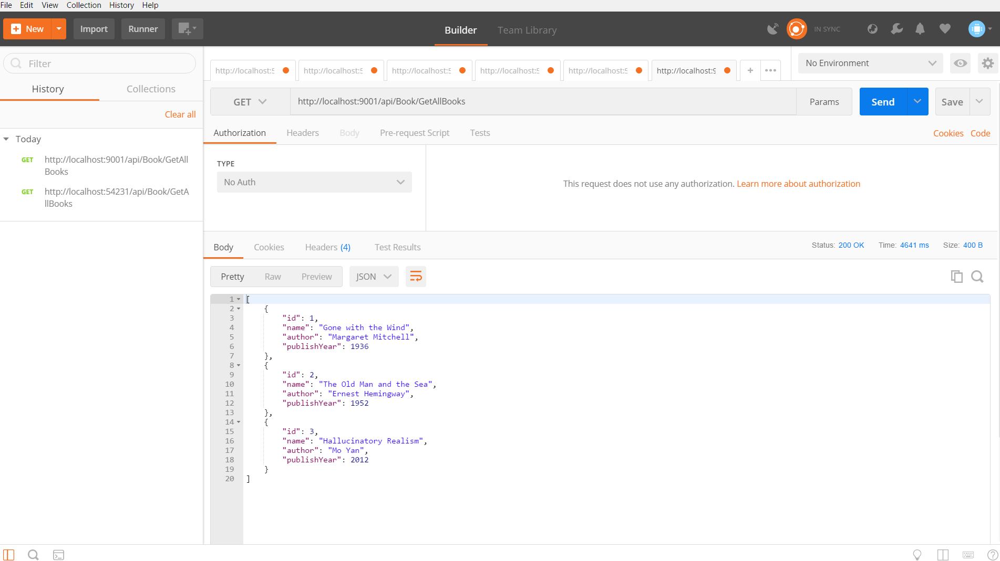 File Edit View Collection History Help
New Import Runner Builder Team Library IN SYNC
Filter
History Collections
Clear all
Today
GET http://localhost:9001/api/Book/GetAll
Books
GET http://localhost:54231/api/Book/GetA
llBooks
http://localhost:5 http://localhost:5 http://localhost:5 http://localhost:5 http://localhost:5 http://localhost:9 + No Environment
GET http://localhost:9001/api/Book/GetAllBooks Params Send Save
Authorization Headers Body Pre-request Script Tests Cookies Code
TYPE
No Auth
This request does not use any authorization. Learn more about authorization
Body Cookies Headers (4) Test Results Status: 200 OK Time: 4641 ms Size: 400 B
Pretty Raw Preview JSON
1 [
2 {
3 "id": 1,
4 "name": "Gone with the Wind",
5 "author": "Margaret Mitchell",
6 "publishYear": 1936
7 },
8 {
9 "id": 2,
10 "name": "The Old Man and the Sea",
11 "author": "Ernest Hemingway",
12 "publishYear": 1952
13 },
14 {
15 "id": 3,
16 "name": "Hallucinatory Realism",
17 "author": "Mo Yan",
18 "publishYear": 2012
19 }
20 ]